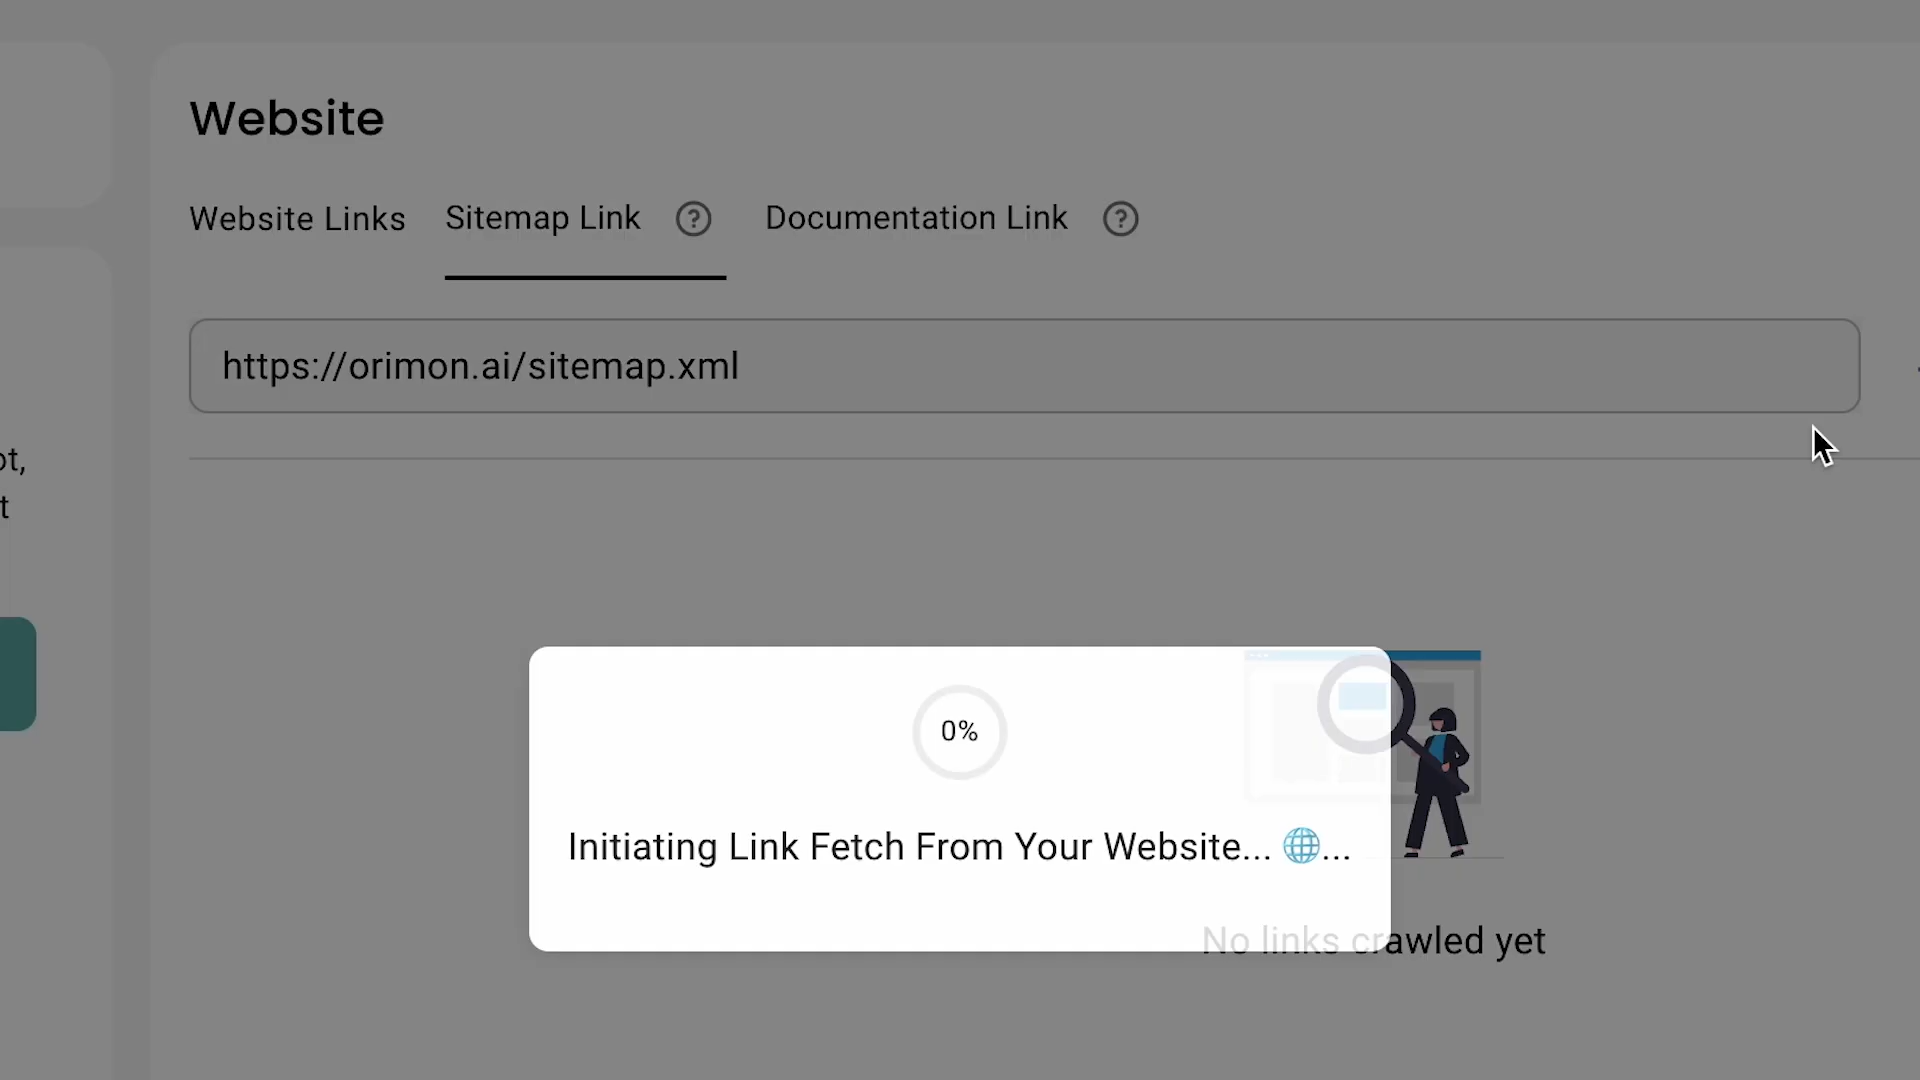 Website
Website Links Sitemap Link ? Documentation Link ?
https://orimon.ai/sitemap.xml
ot,
t
0%
Initiating Link Fetch From Your Website... 🌐...
No links crawled yet